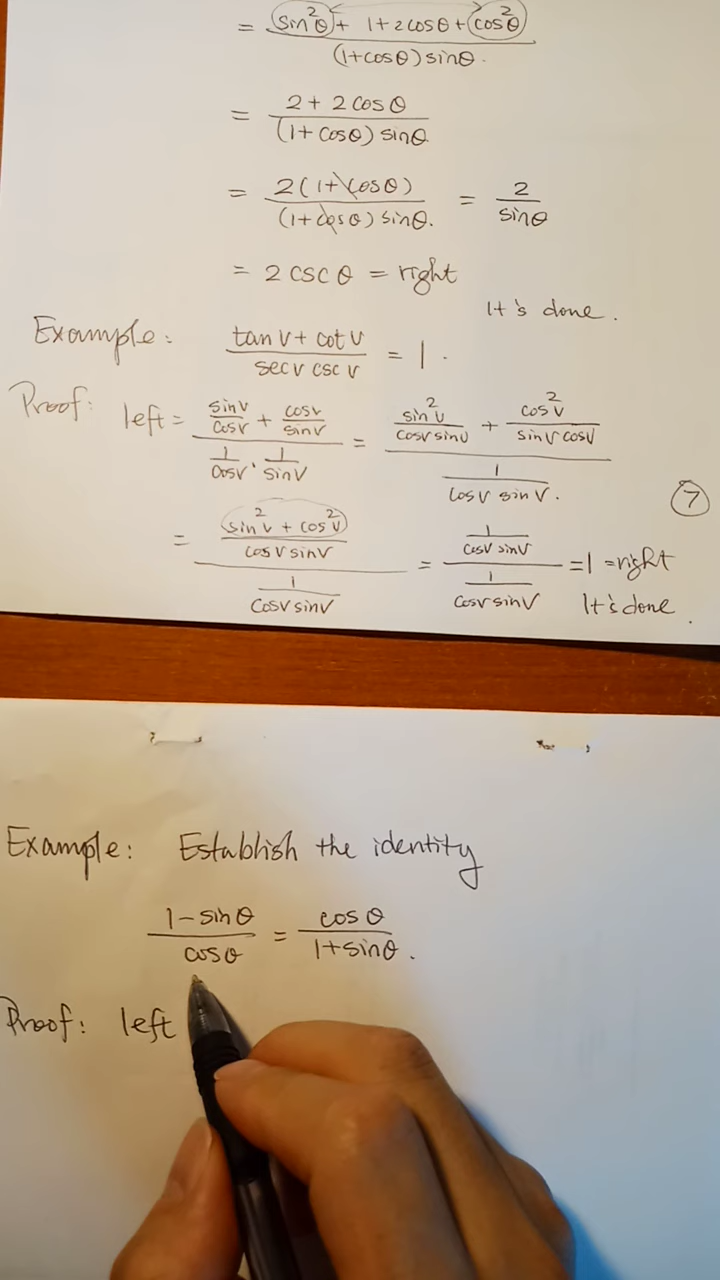 = (sin²θ + 1+2cosθ + cos²θ) / ((1+cosθ) sinθ.)
= (2 + 2cosθ) / ((1+cosθ) sinθ)
= 2(1+cosθ) / ((1+cosθ) sinθ.) = 2 / sinθ
= 2 cscθ = right
It's done.
Example: (tan v + cot v) / (sec v csc v) = 1.
Proof: left = (sin v / cos v + cos v / sin v) / (1/cos v · 1/sin v) = (sin²v / cos v sin v + cos²v / sin v cos v) / (1 / cos v sin v.)
7
= ((sin²v + cos²v) / cos v sin v) / (1 / cos v sin v) = (1 / cos v sin v) / (1 / cos v sin v) = 1 = right
It's done.
Example: Establish the identity
(1 - sinθ) / cosθ = cosθ / (1+sinθ).
Proof: left